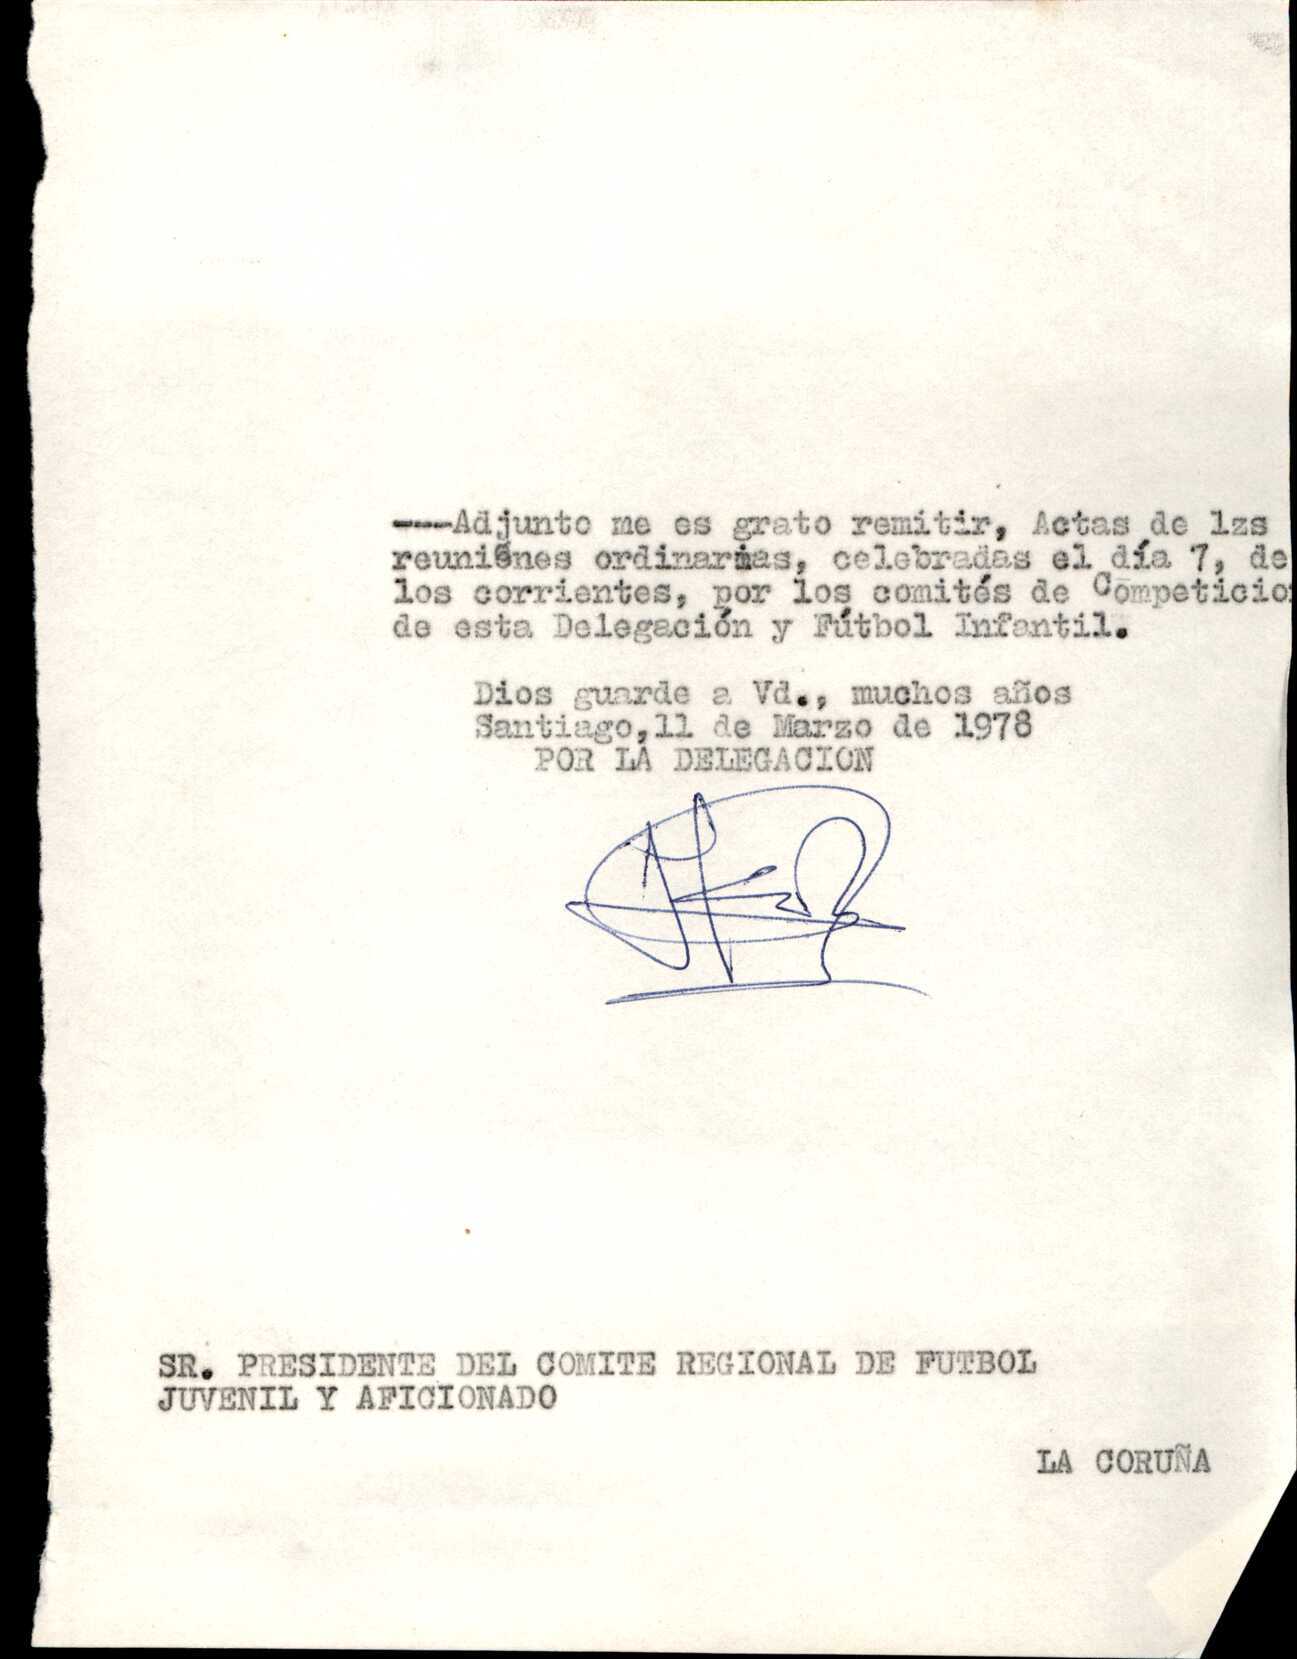 ---Adjunto me es grato remitir, Actas de lzs
reuniones ordinarias, celebradas el día 7, de
los corrientes, por los comités de Competicio
de esta Delegación y Fútbol Infantil.
Dios guarde a Vd., muchos años
Santiago,11 de Marzo de 1978
POR LA DELEGACION
SR. PRESIDENTE DEL COMITE REGIONAL DE FUTBOL
JUVENIL Y AFICIONADO
LA CORUÑA